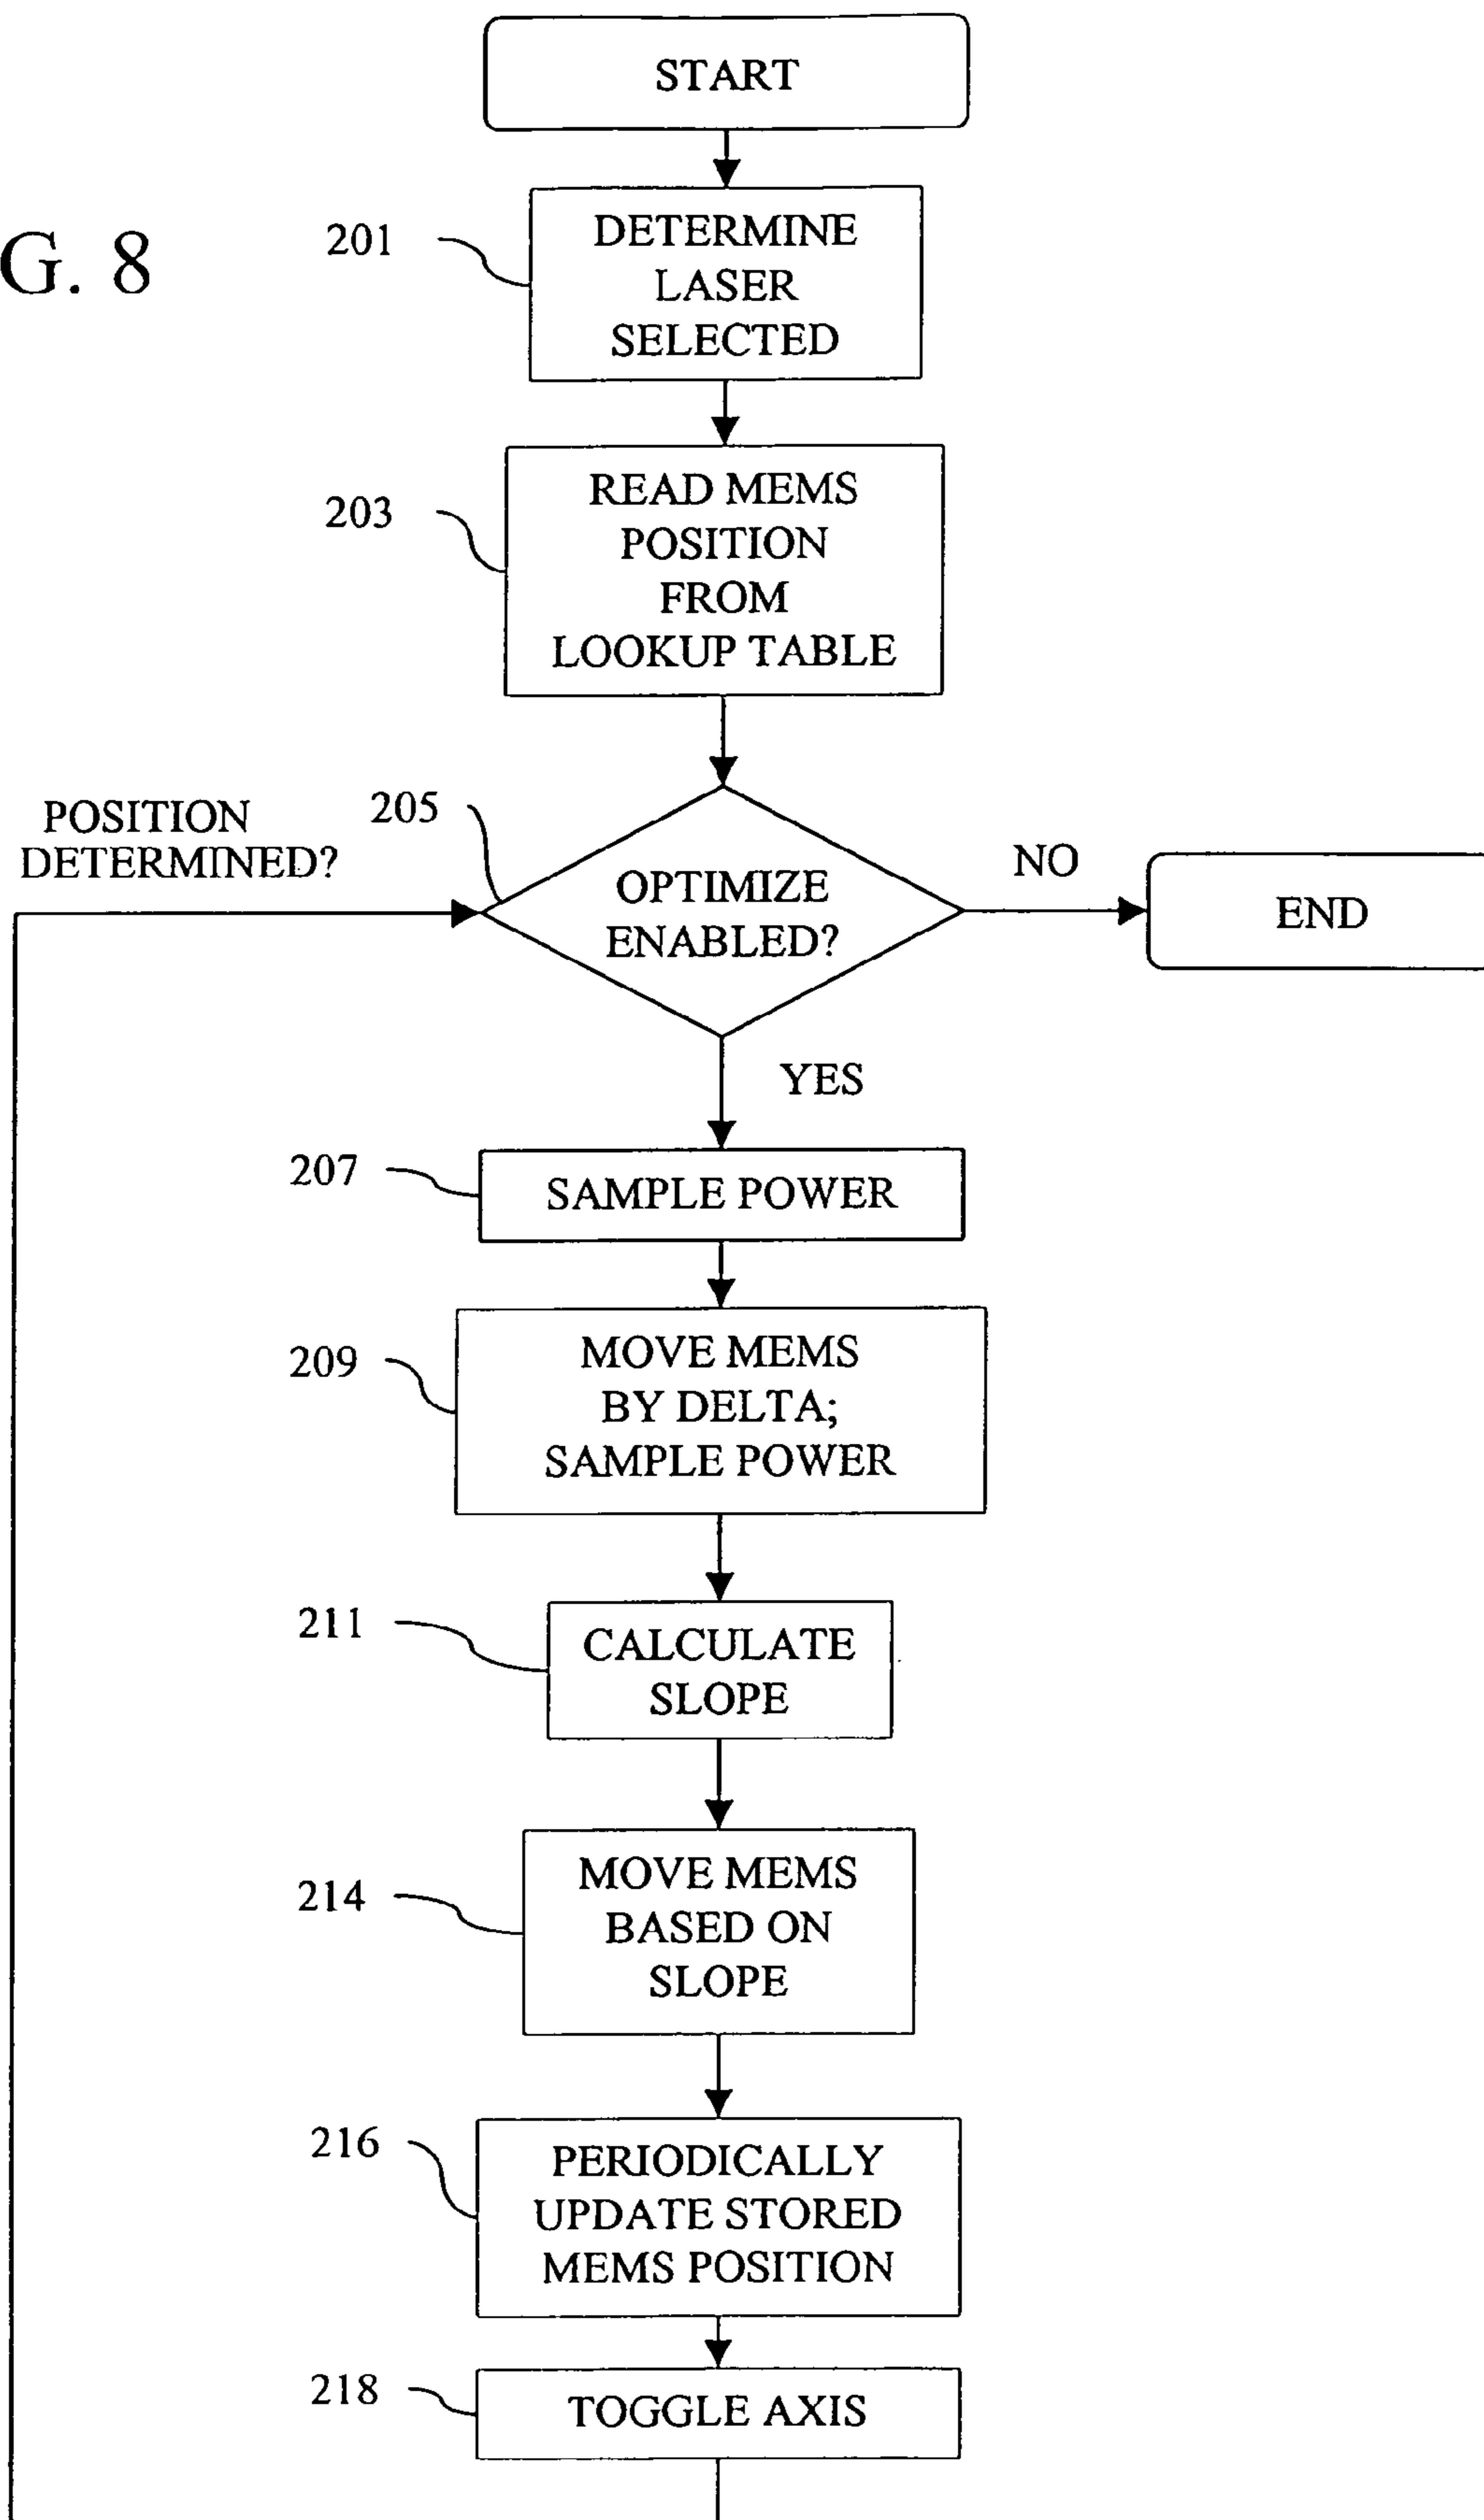 START
G. 8
201
DETERMINE
LASER
SELECTED
203
READ MEMS
POSITION
FROM
LOOKUP TABLE
POSITION
DETERMINED?
205
OPTIMIZE
ENABLED?
NO
END
YES
207
SAMPLE POWER
209
MOVE MEMS
BY DELTA;
SAMPLE POWER
211
CALCULATE
SLOPE
214
MOVE MEMS
BASED ON
SLOPE
216
PERIODICALLY
UPDATE STORED
MEMS POSITION
218
TOGGLE AXIS